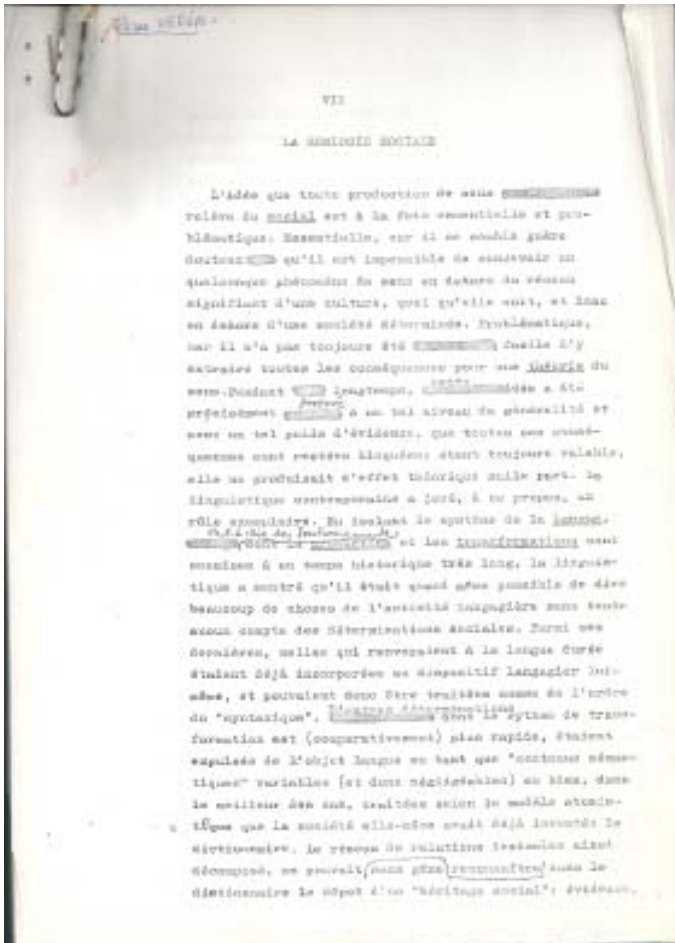 VII
LA SEMIOSIS SOCIALE
L'idée que toute production de sens
relève du social est à la fois essentielle et pro-
blématique. Essentielle, car il ne semble guère
douteux qu'il est impossible de concevoir un
quelconque phénomène de sens en dehors du réseau
signifiant d'une culture, quel qu'elle soit, et donc
en dehors d'une société déterminée. Problématique,
car il n'a pas toujours été facile d'y
extraire toutes les conséquences pour une théorie du
sens. Pendant longtemps, cette idée a été
précisément à un tel niveau de généralité et
avec un tel poids d'évidence, que toutes ses consé-
quences sont restées bloquées: étant toujours valable,
elle ne produisait d'effet théorique nulle part. La
linguistique contemporaine a joué, à ce propos, un
rôle exemplaire. En isolant le système de la langue,
dont la et les transformations sont
soumises à un temps historique très long, la linguis-
tique a montré qu'il était quand même possible de dire
beaucoup de choses de l'activité langagière sans tenir
aucun compte des déterminations sociales. Parmi ces
dernières, celles qui renvoyaient à la longue durée
étaient déjà incorporées au dispositif langagier lui-
même, et pouvaient donc être traitées comme de l'ordre
du "syntaxique". D'autres déterminations dont le rythme de trans-
formation est (comparativement) plus rapide, étaient
expulsés de l'objet langue en tant que "contenus séman-
tiques" variables (et donc négligeables) ou bien, dans
le meilleur des cas, traitées selon le modèle atomis-
tique que la société elle-même avait déjà inventé: le
dictionnaire. Le réseau de relations ainsi
décomposé, on pouvait sans gêne reconnaître dans le
dictionnaire le dépôt d'un "héritage social": évidence,